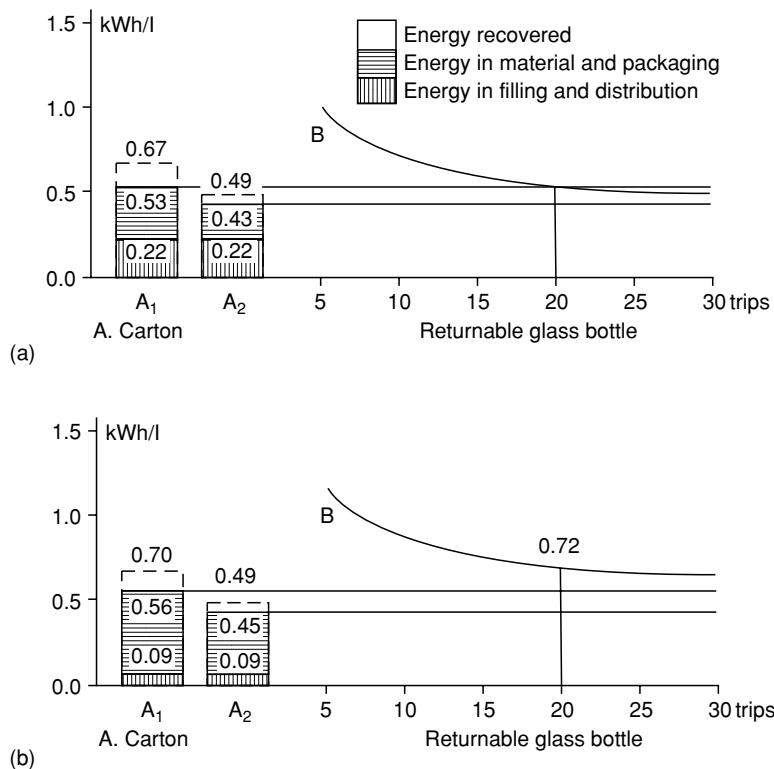 1.5 kWh/l
Energy recovered
Energy in material and packaging
Energy in filling and distribution
1.0
B
0.67
0.49
0.5
0.53
0.43
0.22 0.22
0.0
A1 A2 5 10 15 20 25 30 trips
A. Carton Returnable glass bottle
(a)
1.5 kWh/l
1.0 B
0.72
0.70
0.49
0.56
0.5
0.45
0.09 0.09
0.0
A1 A2 5 10 15 20 25 30 trips
A. Carton Returnable glass bottle
(b)